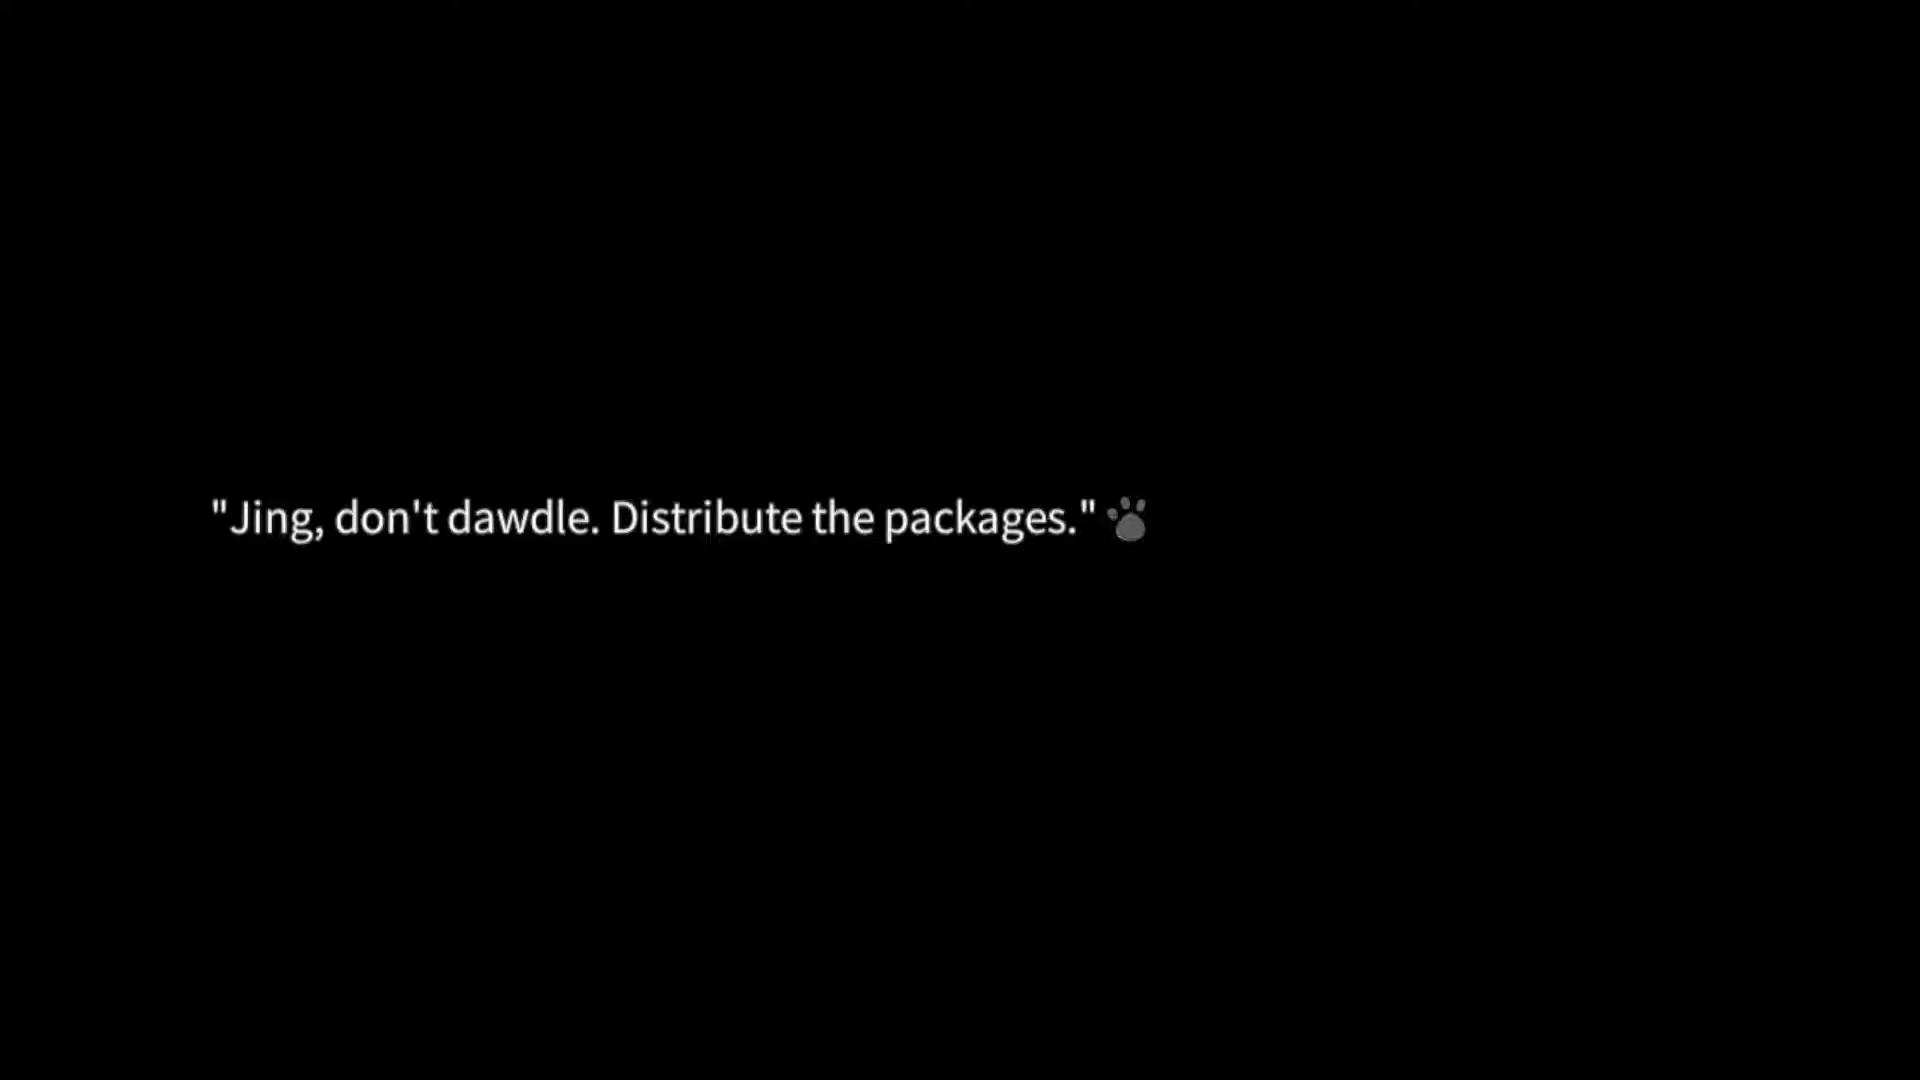 "Jing, don't dawdle. Distribute the packages."